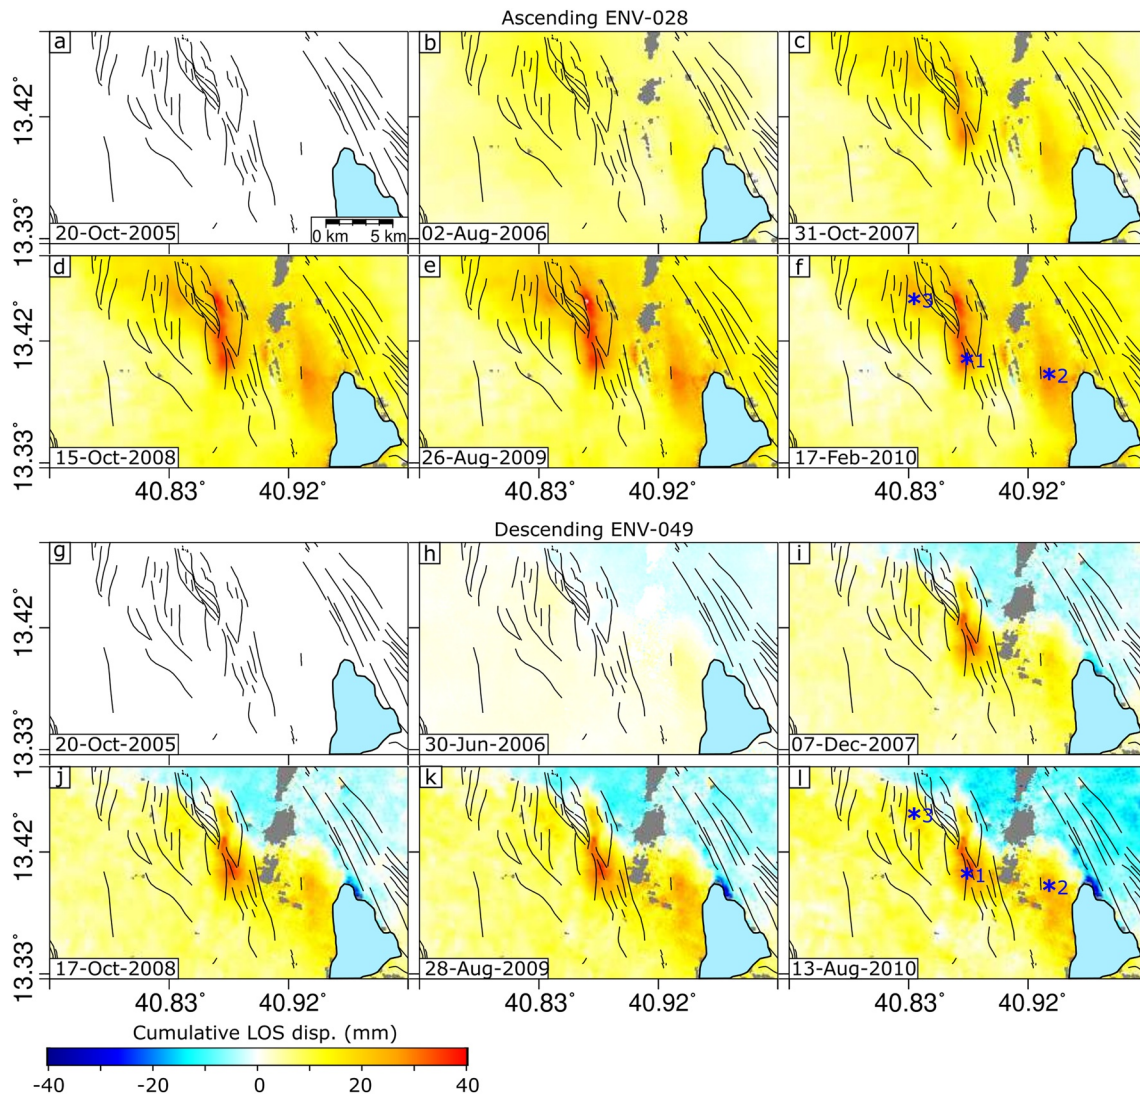 Ascending ENV-028
a b c
13.42°
13.33
20-Oct-2005 0 km 5 km 02-Aug-2006 31-Oct-2007
d e f
*3
13.42°
*1
*2
13.33
15-Oct-2008 26-Aug-2009 17-Feb-2010
40.83° 40.92° 40.83° 40.92° 40.83° 40.92°
Descending ENV-049
g h i
13.42°
13.33
20-Oct-2005 30-Jun-2006 07-Dec-2007
j k l
*3
13.42°
*1
*2
13.33
17-Oct-2008 28-Aug-2009 13-Aug-2010
40.83° 40.92° 40.83° 40.92° 40.83° 40.92°
Cumulative LOS disp. (mm)
-40 -20 0 20 40